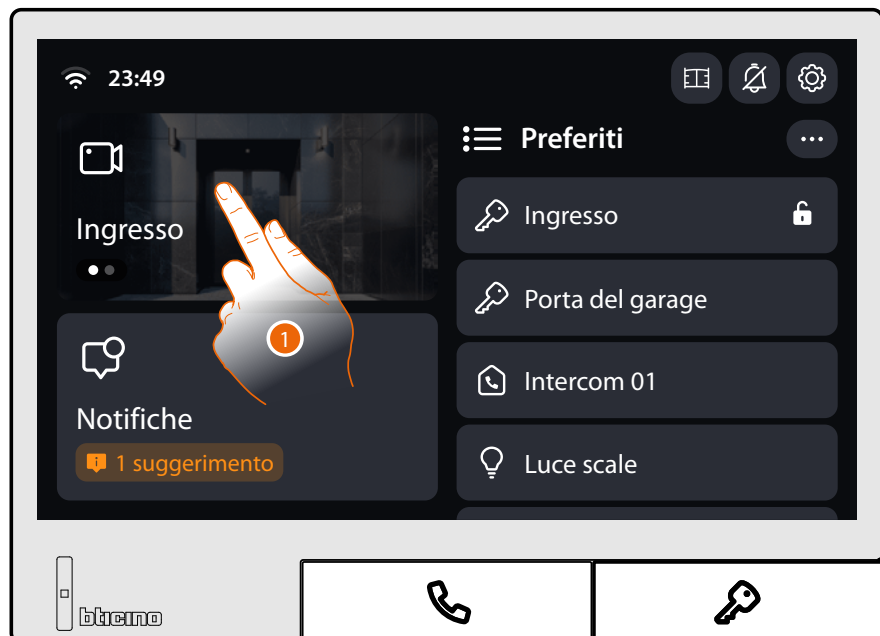 23:49
Ingresso
Notifiche
1 suggerimento
Preferiti
Ingresso
Porta del garage
Intercom 01
Luce scale
1
bticino